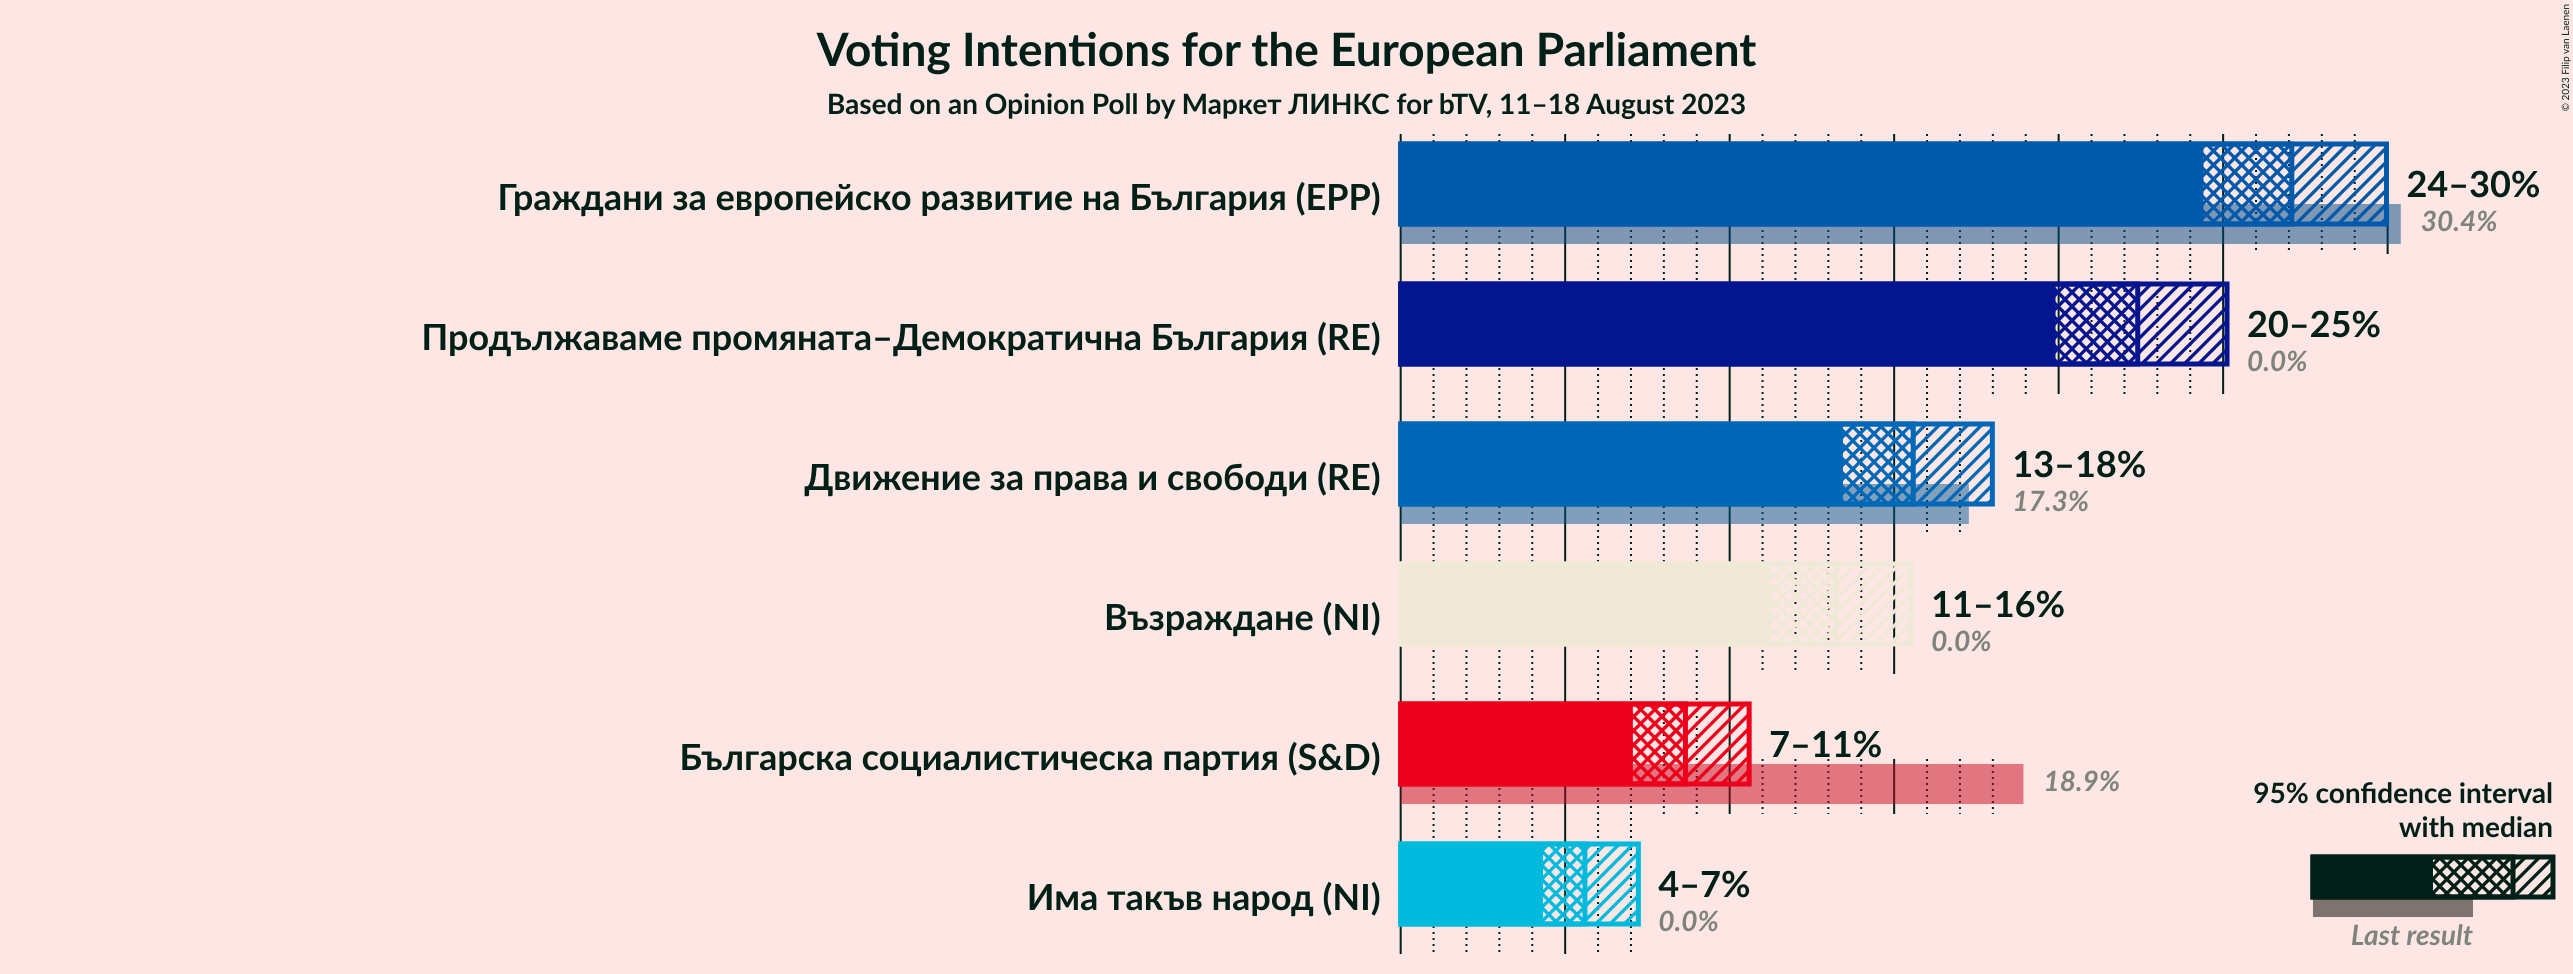 © 2023 Filip van Laenen
Voting Intentions for the European Parliament
Based on an Opinion Poll by Маркет ЛИНКС for bTV, 11–18 August 2023
Граждани за европейско развитие на България (EPP)
24–30%
30.4%
Продължаваме промяната–Демократична България (RE)
20–25%
0.0%
Движение за права и свободи (RE)
13–18%
17.3%
Възраждане (NI)
11–16%
0.0%
Българска социалистическа партия (S&D)
7–11%
18.9%
Има такъв народ (NI)
4–7%
0.0%
95% confidence interval
with median
Last result